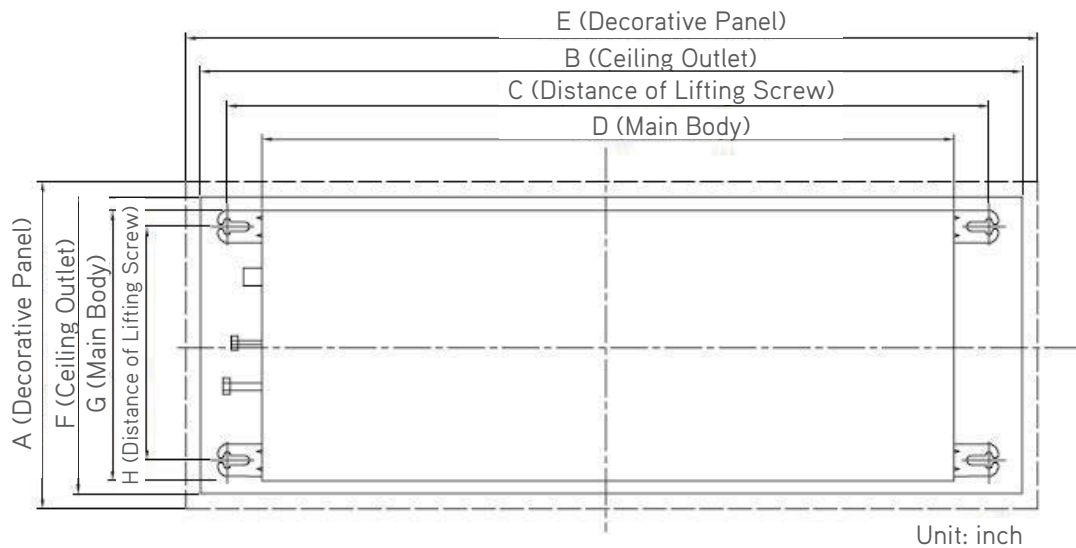 E (Decorative Panel)
B (Ceiling Outlet)
C (Distance of Lifting Screw)
D (Main Body)
A (Decorative Panel)
F (Ceiling Outlet)
G (Main Body)
H (Distance of Lifting Screw)
Unit: inch